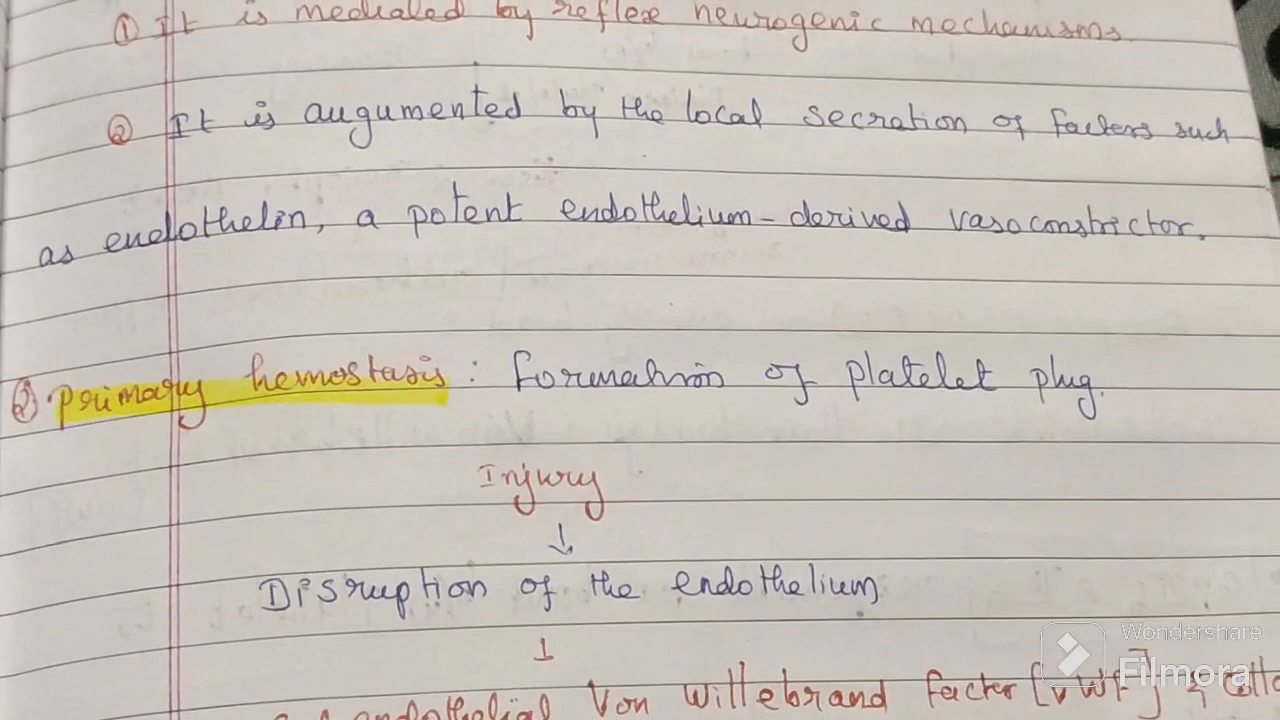 ① It is mediated by reflex neurogenic mechanisms.
② It is augumented by the local secration of facters such
as endothelin, a potent endothelium-derived vasoconstrictor.
② Primary hemostasis : Formation of platelet plug.
Injury
↓
Disruption of the endothelium
↓
endothelial Von Willebrand factor [vWF] &
Wondershare
Filmora